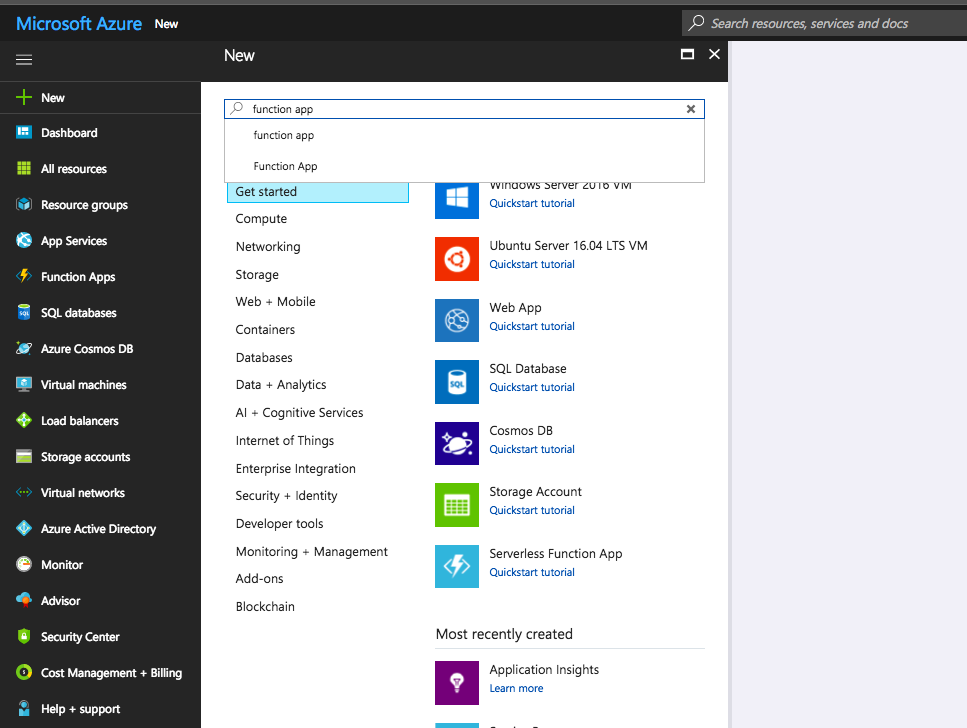 Microsoft Azure New
Search resources, services and docs
New
New
Dashboard
All resources
Resource groups
App Services
Function Apps
SQL databases
Azure Cosmos DB
Virtual machines
Load balancers
Storage accounts
Virtual networks
Azure Active Directory
Monitor
Advisor
Security Center
Cost Management + Billing
Help + support
function app
function app
Function App
Get started
Compute
Networking
Storage
Web + Mobile
Containers
Databases
Data + Analytics
AI + Cognitive Services
Internet of Things
Enterprise Integration
Security + Identity
Developer tools
Monitoring + Management
Add-ons
Blockchain
Windows Server 2016 VM
Quickstart tutorial
Ubuntu Server 16.04 LTS VM
Quickstart tutorial
Web App
Quickstart tutorial
SQL
SQL Database
Quickstart tutorial
Cosmos DB
Quickstart tutorial
Storage Account
Quickstart tutorial
Serverless Function App
Quickstart tutorial
Most recently created
Application Insights
Learn more